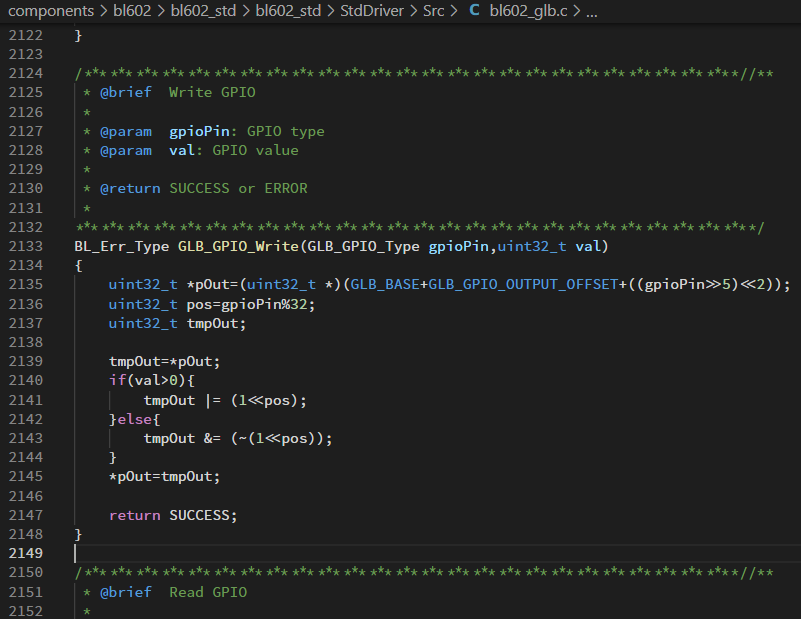 components > bl602 > bl602_std > bl602_std > StdDriver > Src > C bl602_glb.c > ...
2122 }
2123
2124 /****************************************************************************//**
2125  * @brief  Write GPIO
2126  *
2127  * @param  gpioPin: GPIO type
2128  * @param  val: GPIO value
2129  *
2130  * @return SUCCESS or ERROR
2131  *
2132 *******************************************************************************/
2133 BL_Err_Type GLB_GPIO_Write(GLB_GPIO_Type gpioPin,uint32_t val)
2134 {
2135     uint32_t *pOut=(uint32_t *)(GLB_BASE+GLB_GPIO_OUTPUT_OFFSET+((gpioPin>>5)<<2));
2136     uint32_t pos=gpioPin%32;
2137     uint32_t tmpOut;
2138
2139     tmpOut=*pOut;
2140     if(val>0){
2141         tmpOut |= (1<<pos);
2142     }else{
2143         tmpOut &= (~(1<<pos));
2144     }
2145     *pOut=tmpOut;
2146
2147     return SUCCESS;
2148 }
2149
2150 /****************************************************************************//**
2151  * @brief  Read GPIO
2152  *